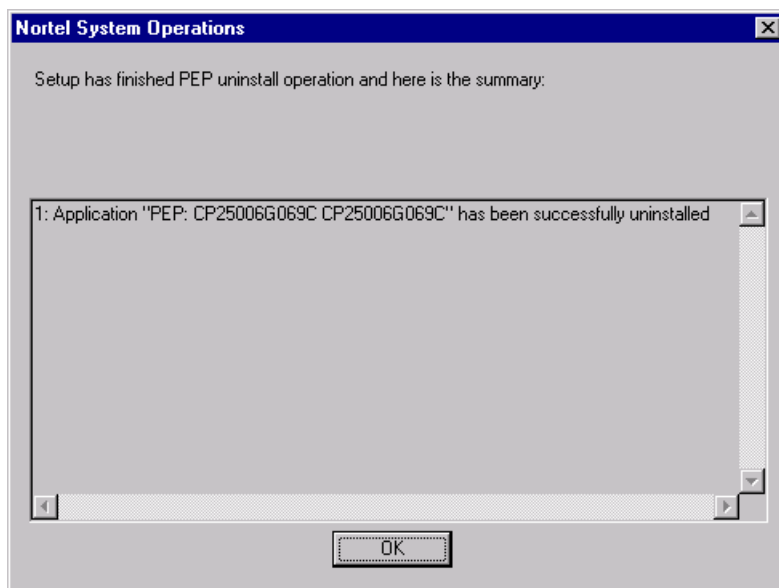 Nortel System Operations
Setup has finished PEP uninstall operation and here is the summary:
1: Application "PEP: CP25006G069C CP25006G069C" has been successfully uninstalled
OK